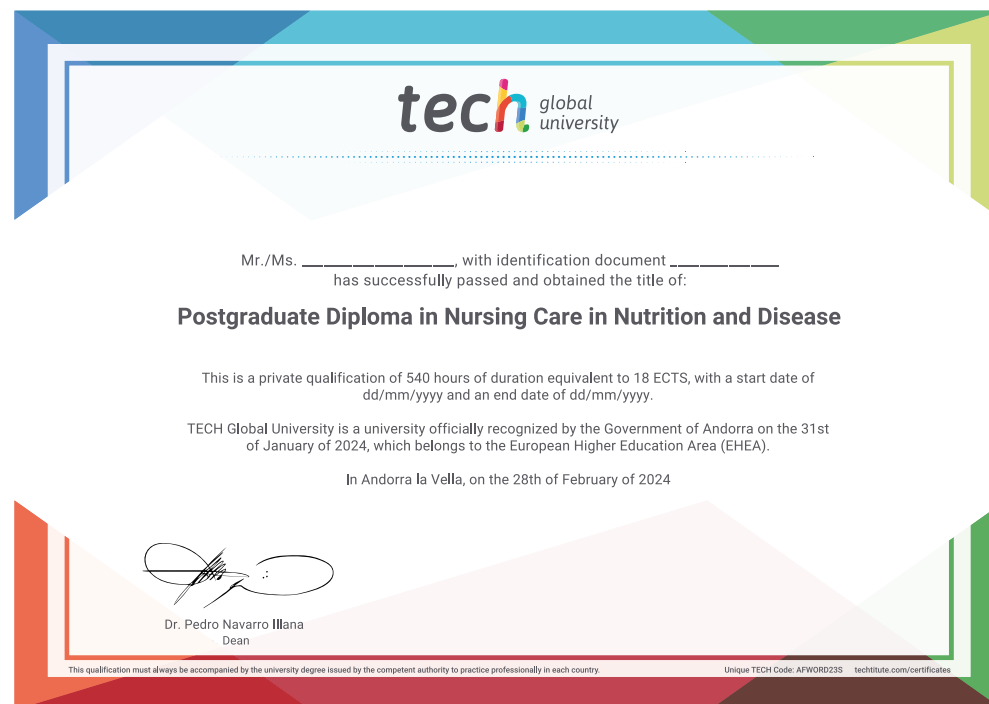 tech global university
Mr./Ms. __________________, with identification document _____________
has successfully passed and obtained the title of:
Postgraduate Diploma in Nursing Care in Nutrition and Disease
This is a private qualification of 540 hours of duration equivalent to 18 ECTS, with a start date of
dd/mm/yyyy and an end date of dd/mm/yyyy.
TECH Global University is a university officially recognized by the Government of Andorra on the 31st
of January of 2024, which belongs to the European Higher Education Area (EHEA).
In Andorra la Vella, on the 28th of February of 2024
Dr. Pedro Navarro Illana
Dean
This qualification must always be accompanied by the university degree issued by the competent authority to practice professionally in each country. Unique TECH Code: AFWORD23S techtitute.com/certificates